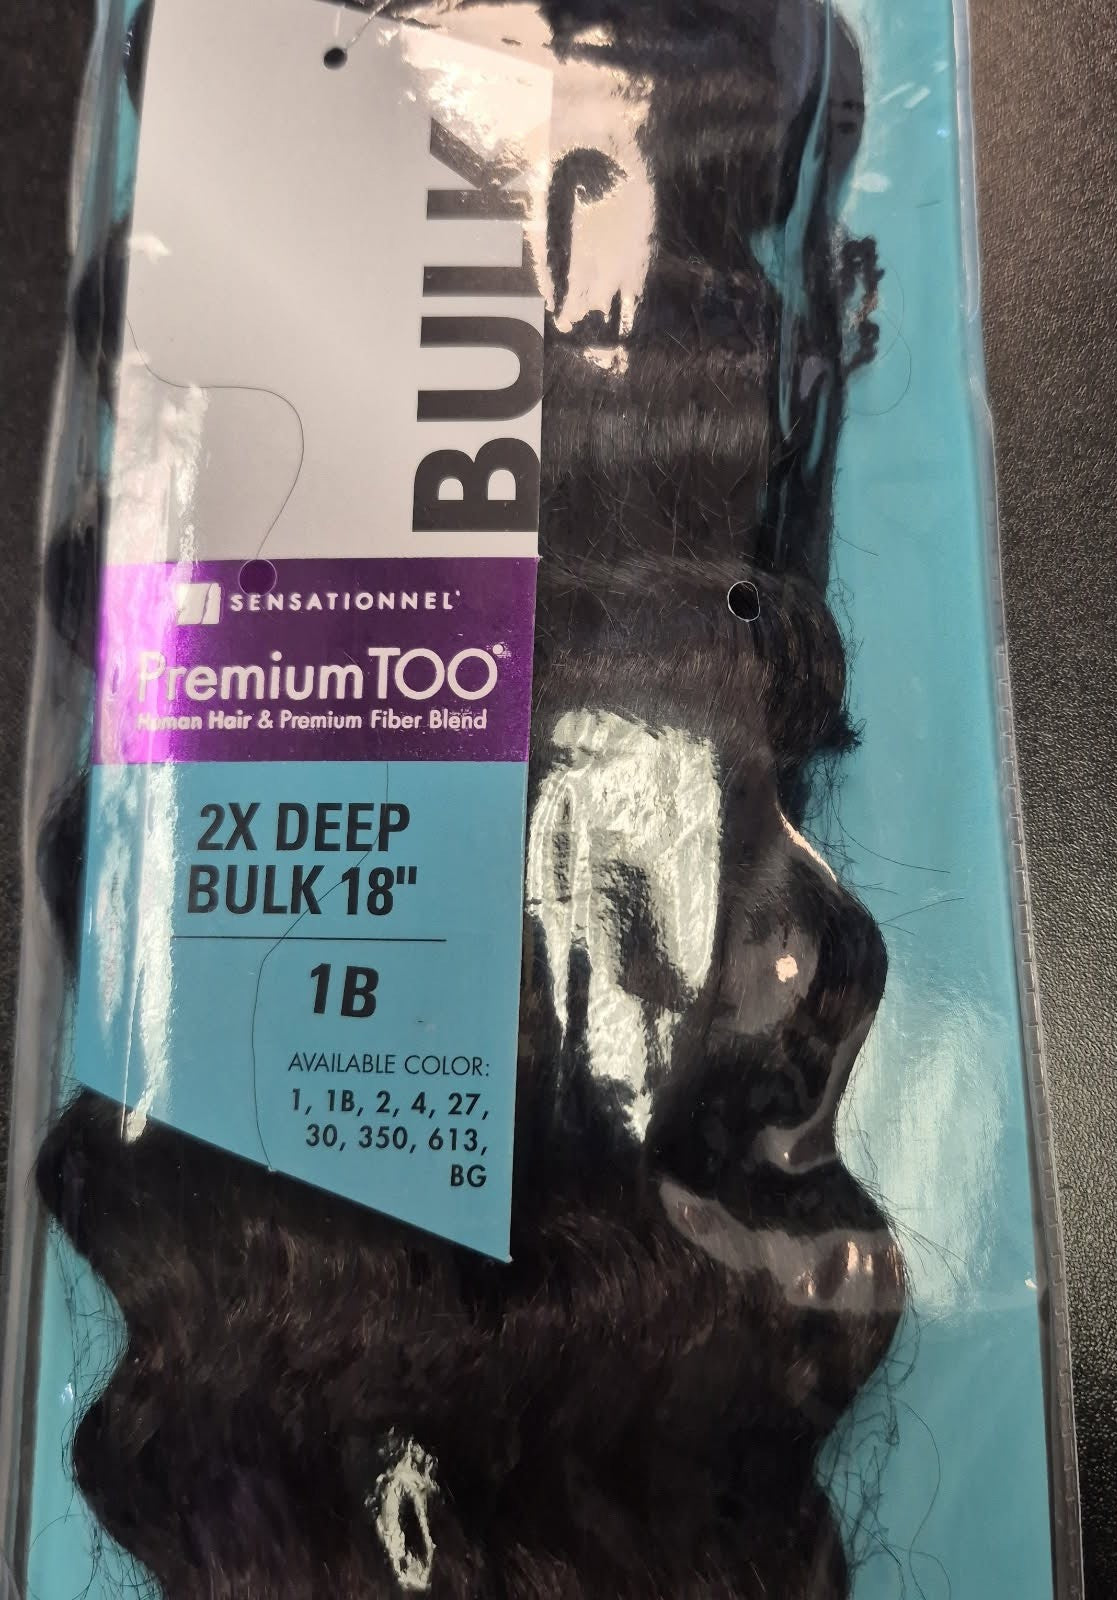 BULK
SENSATIONNEL
PremiumTOO
Human Hair & Premium Fiber Blend
2X DEEP
BULK 18"
1B
AVAILABLE COLOR:
1, 1B, 2, 4, 27,
30, 350, 613,
BG